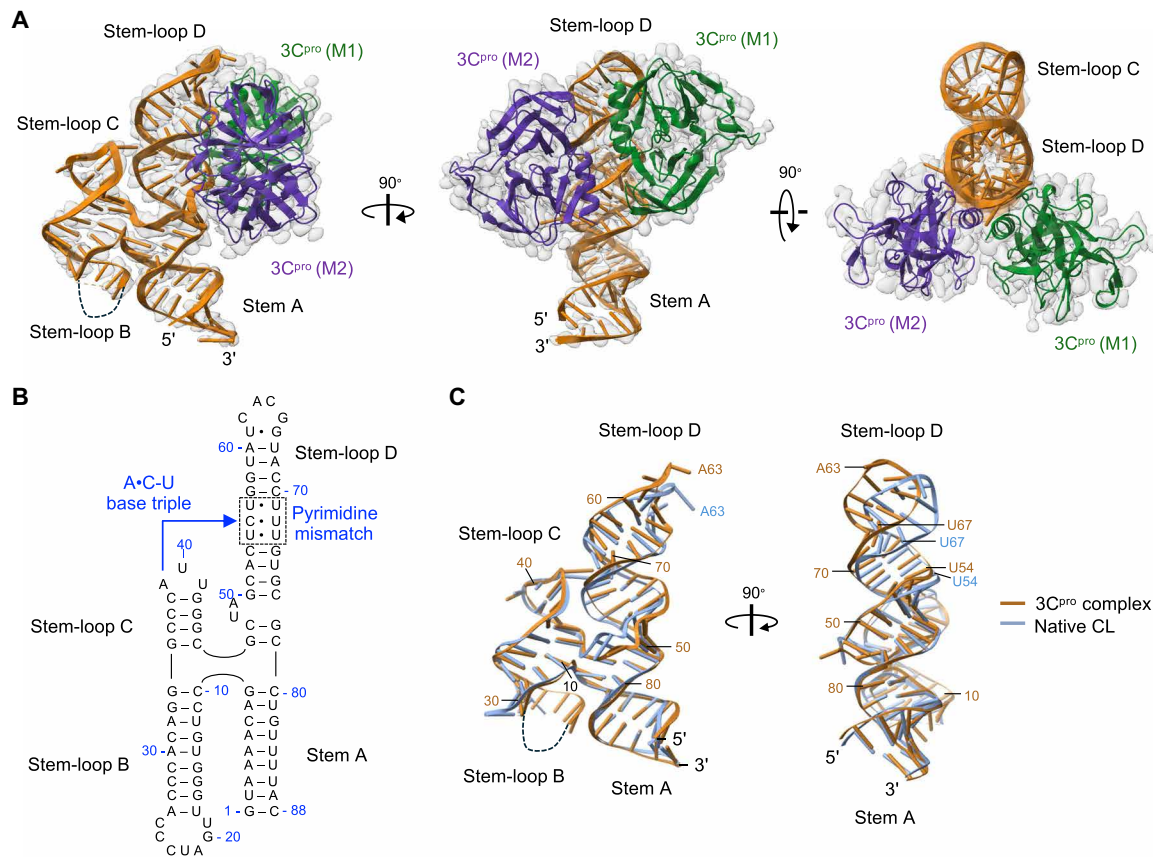 A
Stem-loop D
3Cpro (M1)
Stem-loop C
3Cpro (M2)
Stem-loop B
Stem A
5'
3'
90°
Stem-loop D
3Cpro (M2)
3Cpro (M1)
Stem A
5'
3'
90°
Stem-loop C
Stem-loop D
3Cpro (M2)
3Cpro (M1)
B
A C
C G
U • G
60 - A – U
Stem-loop D
U – A
G – C
G – C - 70
U • U
C • U
U • U
C – G
A – U
C – G
50 - G – C
A•C-U
base triple
Pyrimidine
mismatch
40
U
A U
C – G
C – G
C – G
G – C
A
U
C G
G C
Stem-loop C
G – C - 10
G – C
A – U
C – G
30 - A – U
C – G
C – G
C – G
A – U
C U
C G - 20
C U A
Stem-loop B
G – C - 80
A – U
C – G
A – U
A – U
A – U
A – U
U – A
1 - G – C - 88
Stem A
C
Stem-loop D
A63
A63
60
Stem-loop C
40
70
50
10
80
30
5'
3'
Stem-loop B
Stem A
90°
Stem-loop D
A63
U67
U67
U54
U54
70
50
80
10
5'
3'
Stem A
3Cpro complex
Native CL